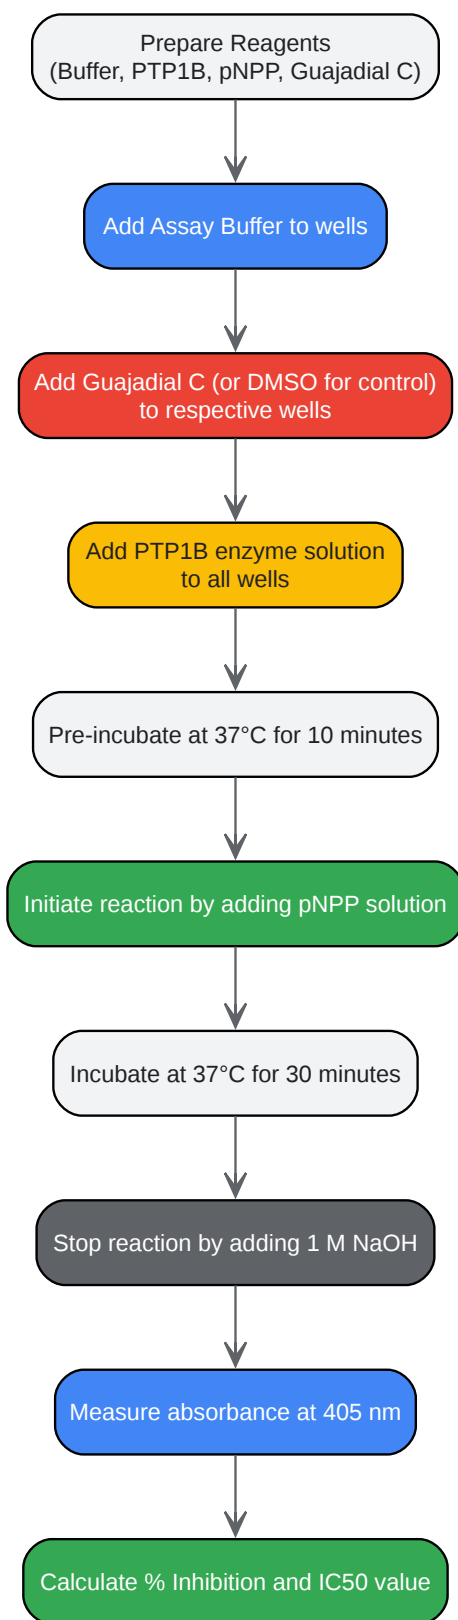 Prepare Reagents
(Buffer, PTP1B, pNPP, Guajadial C)
Add Assay Buffer to wells
Add Guajadial C (or DMSO for control)
to respective wells
Add PTP1B enzyme solution
to all wells
Pre-incubate at 37°C for 10 minutes
Initiate reaction by adding pNPP solution
Incubate at 37°C for 30 minutes
Stop reaction by adding 1 M NaOH
Measure absorbance at 405 nm
Calculate % Inhibition and IC50 value